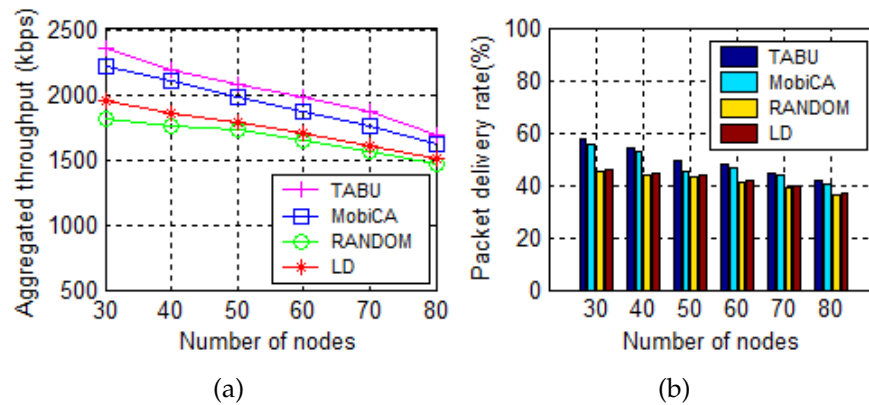 Aggregated throughput (kbps)
2500
2000
1500
1000
500
30 40 50 60 70 80
Number of nodes
TABU
MobiCA
RANDOM
LD
(a)
Packet delivery rate(%)
100
80
60
40
20
0
30 40 50 60 70 80
Number of nodes
TABU
MobiCA
RANDOM
LD
(b)